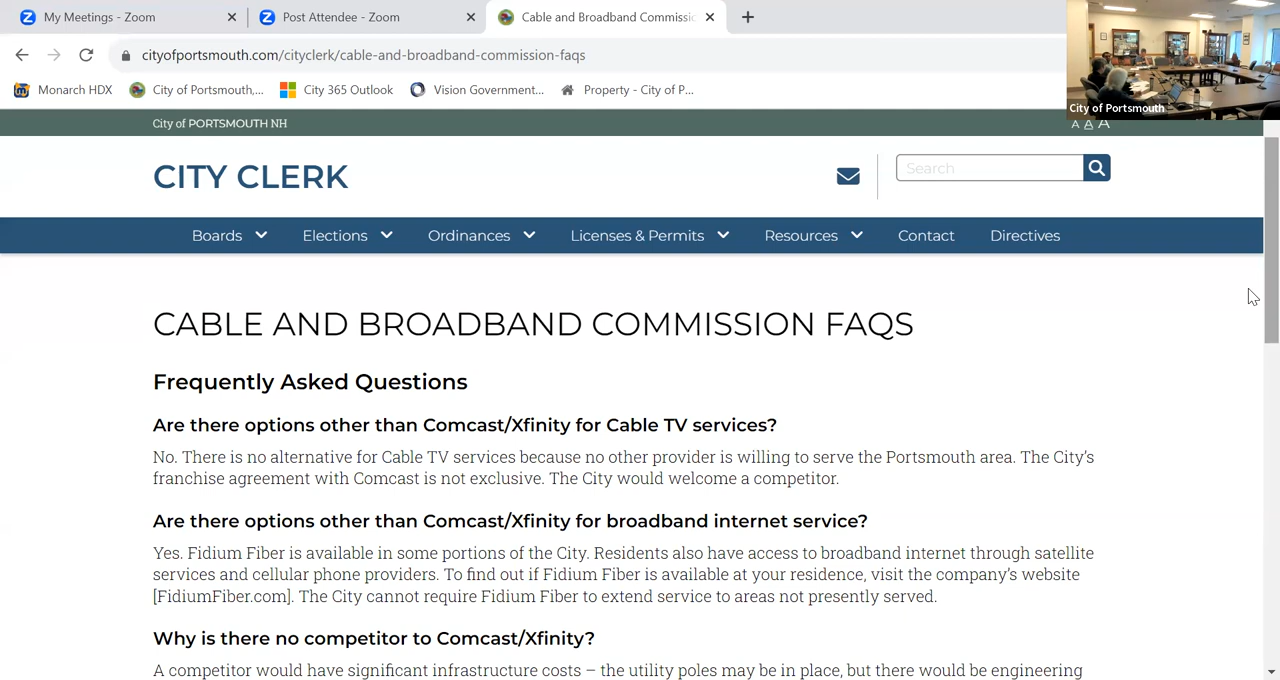 My Meetings - Zoom
Post Attendee - Zoom
Cable and Broadband Commissi
cityofportsmouth.com/cityclerk/cable-and-broadband-commission-faqs
Monarch HDX
City of Portsmouth,...
City 365 Outlook
Vision Government...
Property - City of P...
City of Portsmouth
City of PORTSMOUTH NH
A A A
CITY CLERK
Search
Boards
Elections
Ordinances
Licenses & Permits
Resources
Contact
Directives
CABLE AND BROADBAND COMMISSION FAQS
Frequently Asked Questions
Are there options other than Comcast/Xfinity for Cable TV services?
No. There is no alternative for Cable TV services because no other provider is willing to serve the Portsmouth area. The City's
franchise agreement with Comcast is not exclusive. The City would welcome a competitor.
Are there options other than Comcast/Xfinity for broadband internet service?
Yes. Fidium Fiber is available in some portions of the City. Residents also have access to broadband internet through satellite
services and cellular phone providers. To find out if Fidium Fiber is available at your residence, visit the company's website
[FidiumFiber.com]. The City cannot require Fidium Fiber to extend service to areas not presently served.
Why is there no competitor to Comcast/Xfinity?
A competitor would have significant infrastructure costs – the utility poles may be in place, but there would be engineering